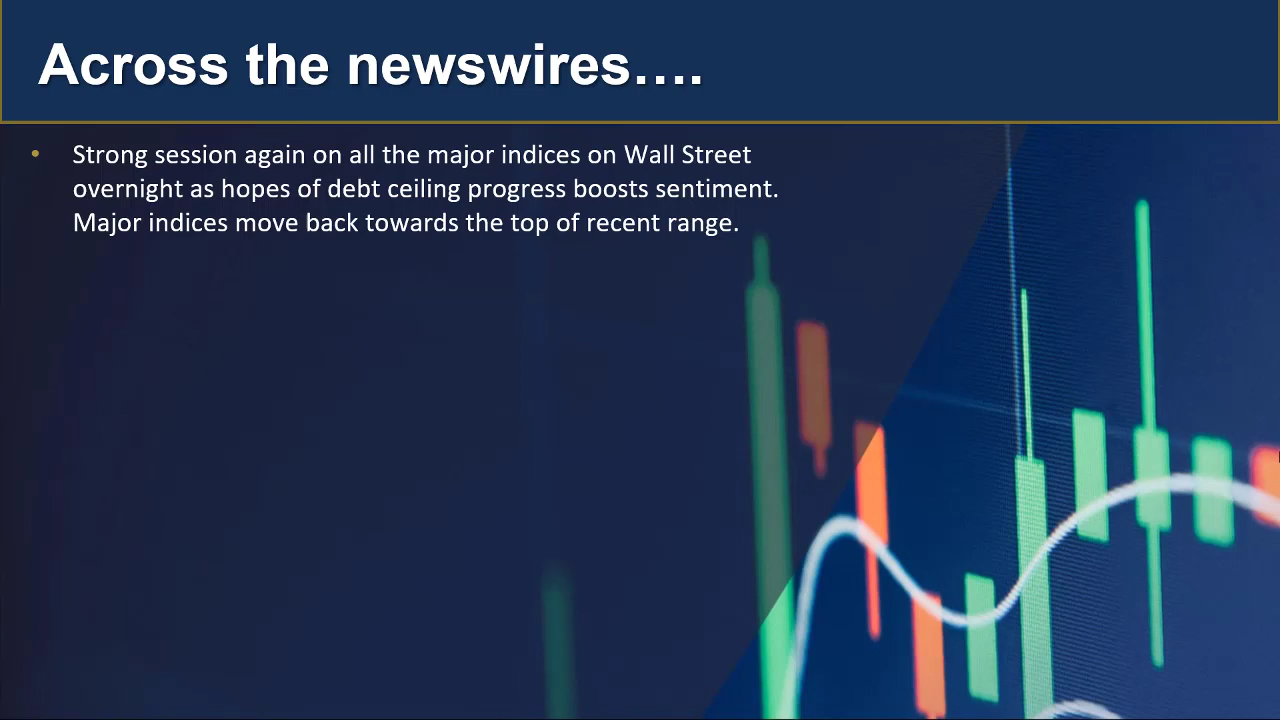 Across the newswires….
• Strong session again on all the major indices on Wall Street
overnight as hopes of debt ceiling progress boosts sentiment.
Major indices move back towards the top of recent range.